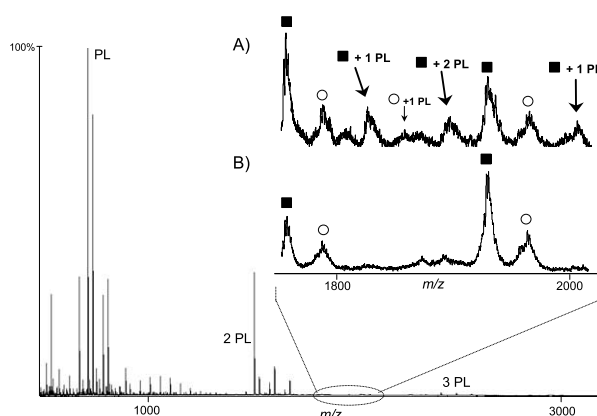 100%
PL
A)
■ + 1 PL
○ +1 PL
■ + 2 PL
■
■
■ + 1 PL
○
○
B)
■
○
■
○
1800
m/z
2000
2 PL
3 PL
1000
m/z
3000